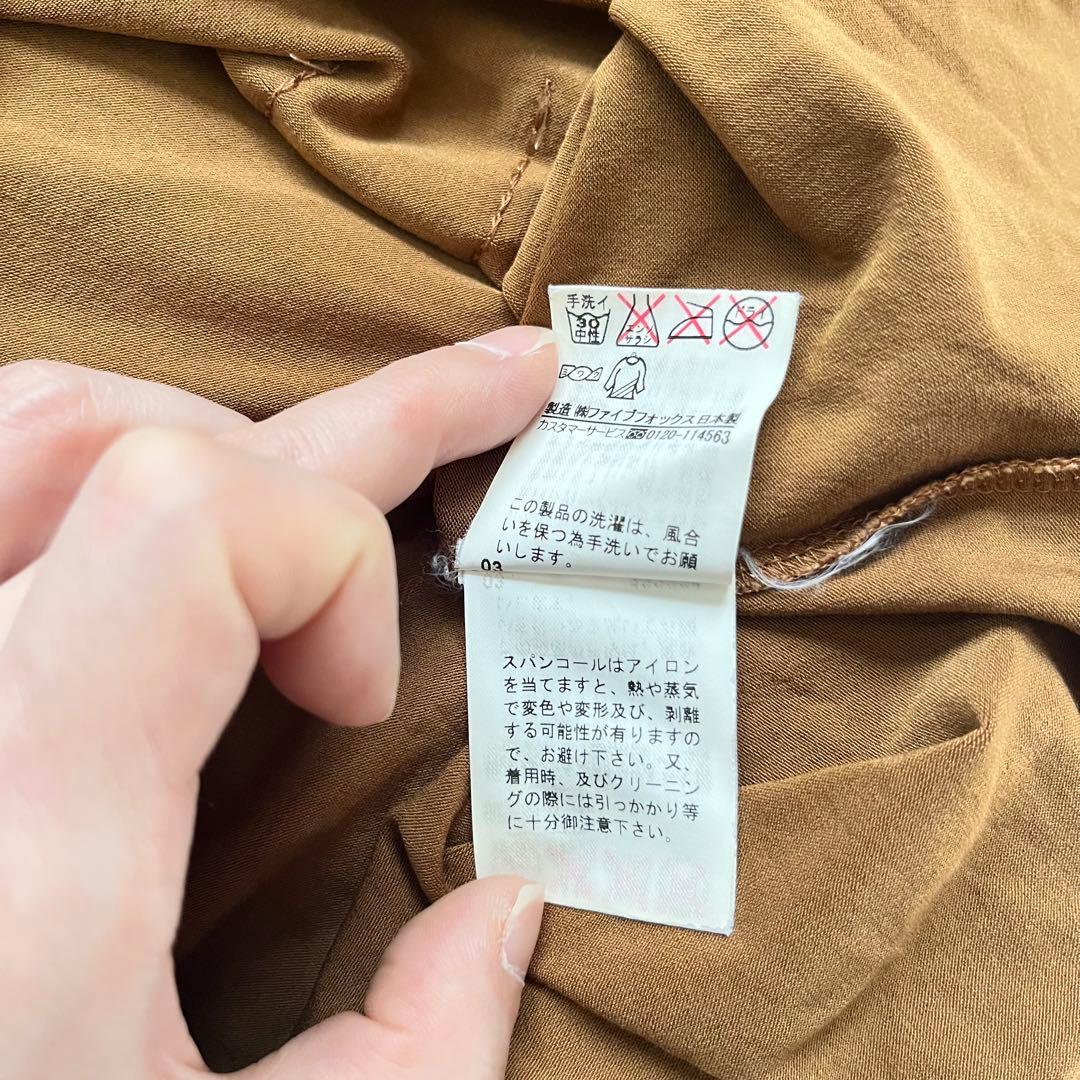 手洗イ
30
中性
エンソ
サラシ
ドライ
ヨワク
製造 ㈱ファイブフォックス 日本製
カスタマーサービス 0120-114563
この製品の洗濯は、風合
いを保つ為手洗いでお願
いします。
03
スパンコールはアイロン
を当てますと、熱や蒸気
で変色や変形及び、剥離
する可能性が有りますの
で、お避け下さい。又、
着用時、及びクリーニン
グの際には引っかかり等
に十分御注意下さい。